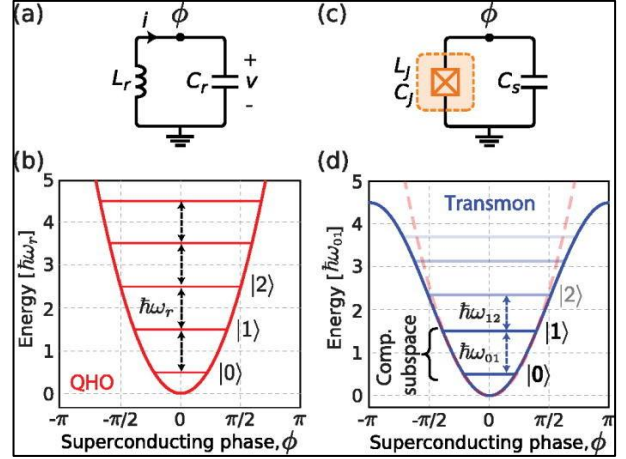 (a)
i
ϕ
L_r
C_r
+
v
-
(b)
Energy [ℏω_r]
5
4
3
2
1
0
ℏω_r
|2⟩
|1⟩
|0⟩
QHO
-π -π/2 0 π/2 π
Superconducting phase, ϕ
(c)
ϕ
L_J
C_J
C_s
(d)
Energy [ℏω_01]
5
4
3
2
1
0
Transmon
|2⟩
ℏω_12
|1⟩
ℏω_01
|0⟩
Comp.
subspace
-π -π/2 0 π/2 π
Superconducting phase, ϕ